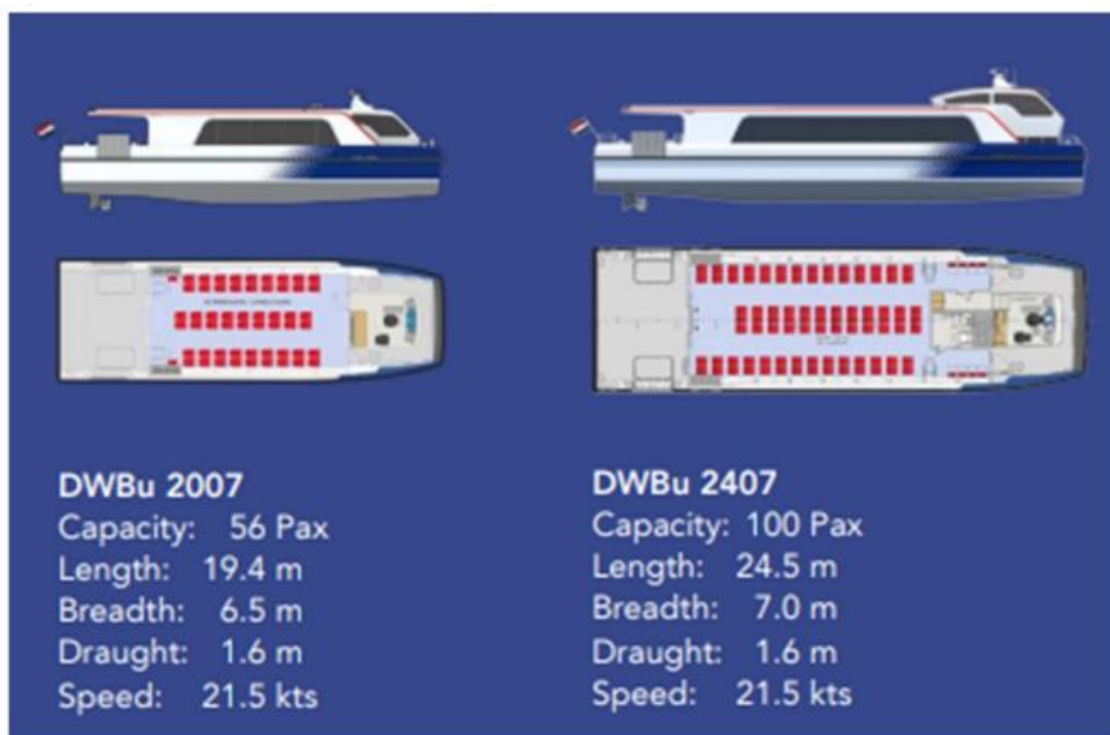 DWBu 2007
Capacity: 56 Pax
Length: 19.4 m
Breadth: 6.5 m
Draught: 1.6 m
Speed: 21.5 kts
DWBu 2407
Capacity: 100 Pax
Length: 24.5 m
Breadth: 7.0 m
Draught: 1.6 m
Speed: 21.5 kts